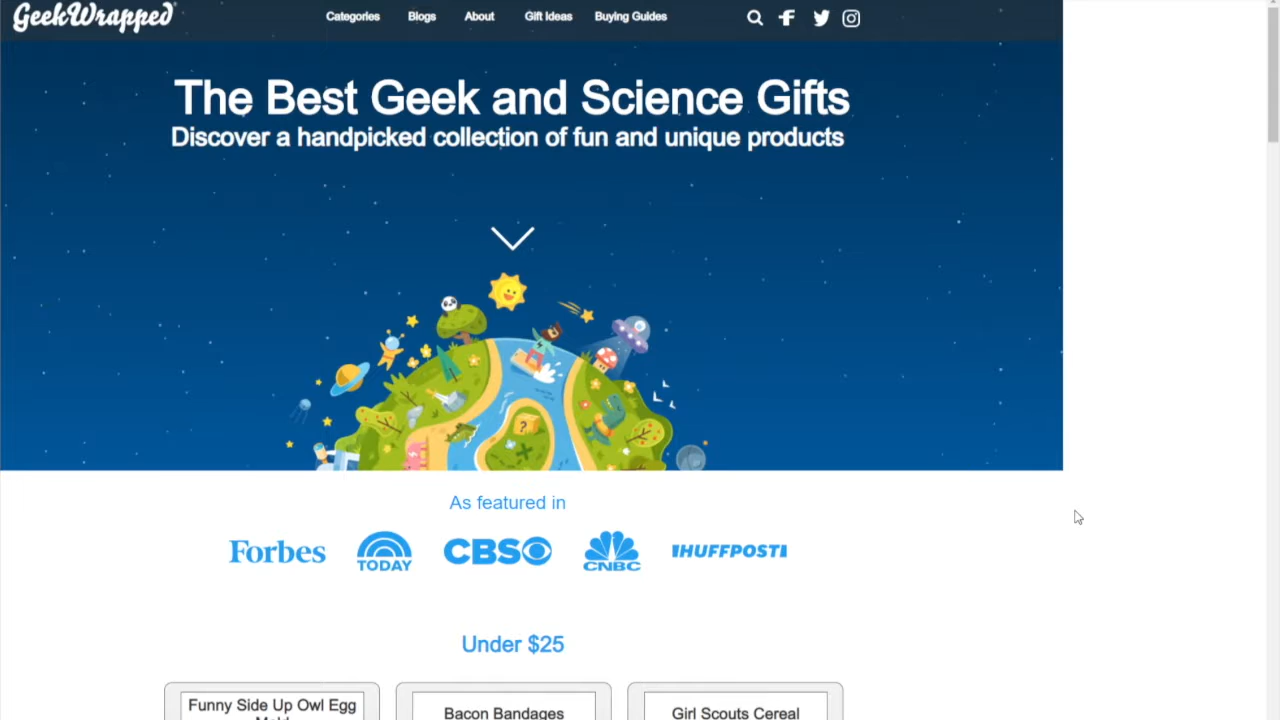 GeekWrapped
Categories Blogs About Gift Ideas Buying Guides
The Best Geek and Science Gifts
Discover a handpicked collection of fun and unique products
?
As featured in
Forbes TODAY CBS CNBC HUFFPOST
Under $25
Funny Side Up Owl Egg
Bacon Bandages
Girl Scouts Cereal